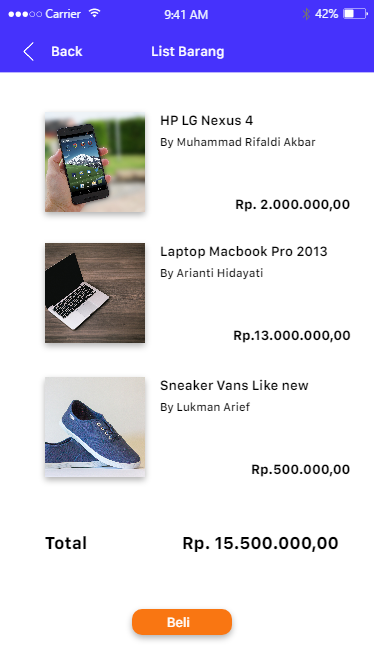 Carrier 9:41 AM 42%
Back List Barang
HP LG Nexus 4
By Muhammad Rifaldi Akbar
Rp. 2.000.000,00
Laptop Macbook Pro 2013
By Arianti Hidayati
Rp.13.000.000,00
Sneaker Vans Like new
By Lukman Arief
Rp.500.000,00
Total Rp. 15.500.000,00
Beli